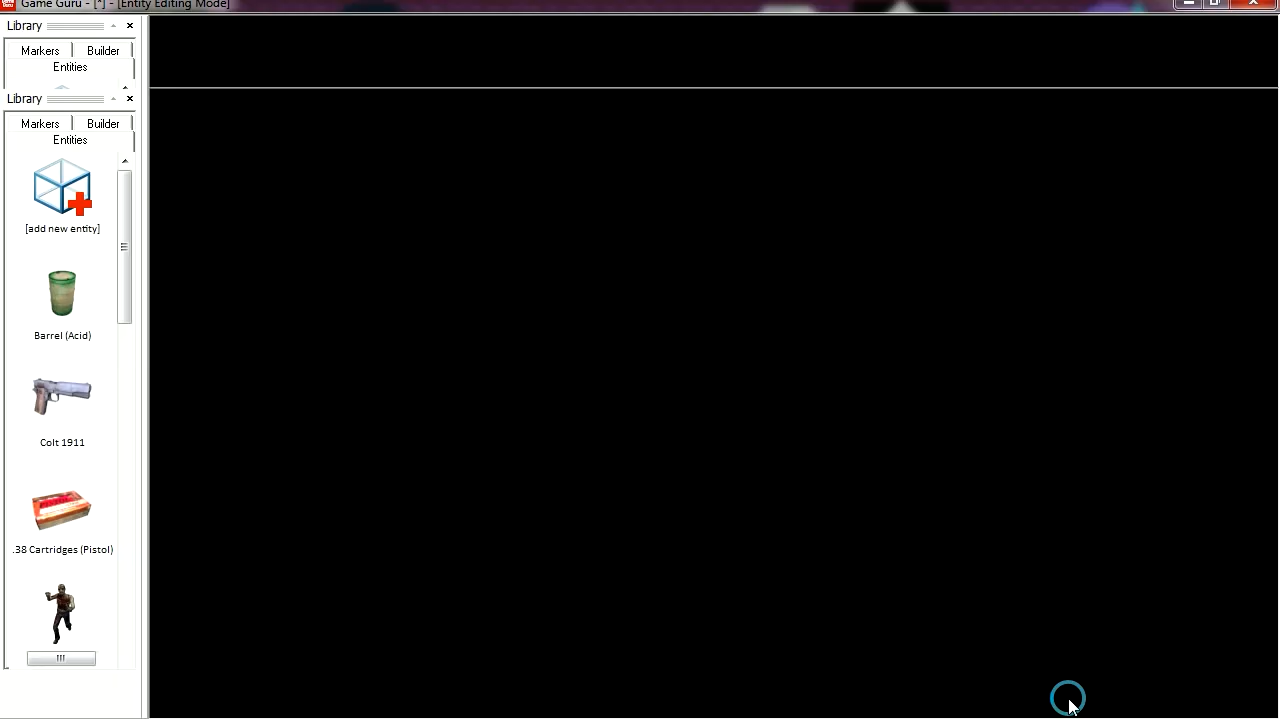 Game Guru - [*] - [Entity Editing Mode]
Library
Markers Builder
Entities
Library
Markers Builder
Entities
[add new entity]
Barrel (Acid)
Colt 1911
.38 Cartridges (Pistol)